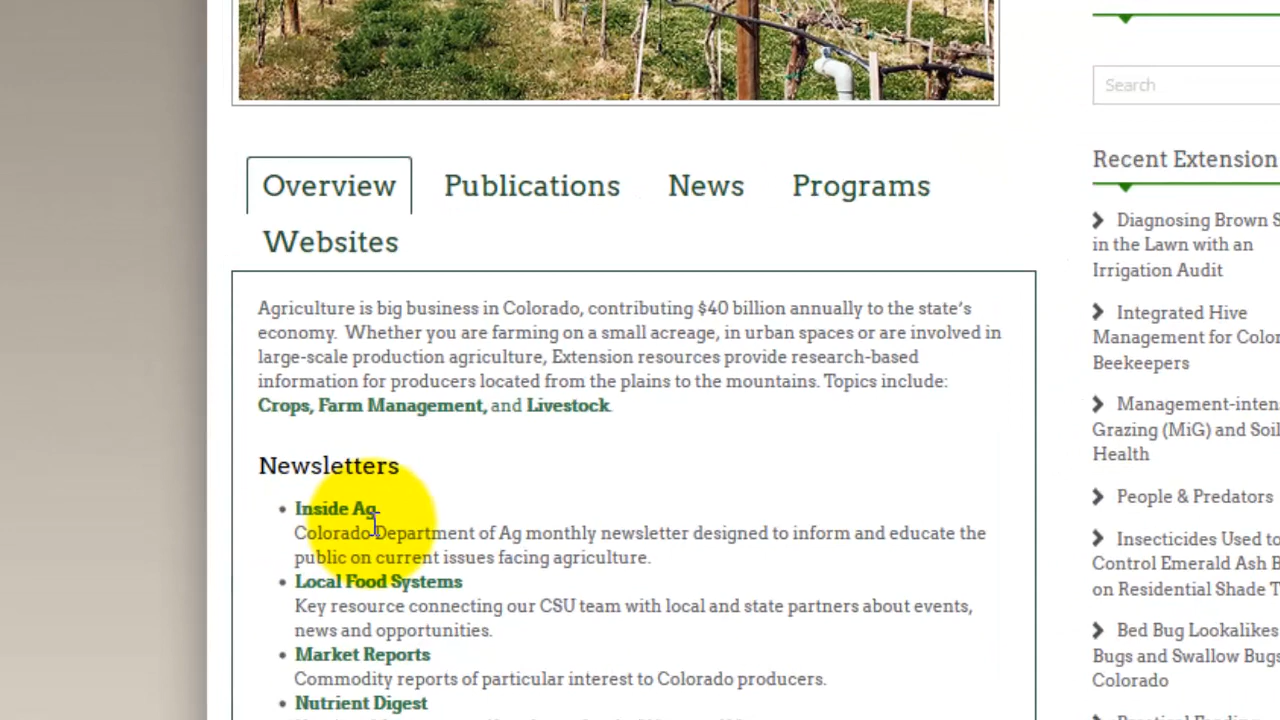 Overview
Publications
News
Programs
Websites
Agriculture is big business in Colorado, contributing $40 billion annually to the state's
economy. Whether you are farming on a small acreage, in urban spaces or are involved in
large-scale production agriculture, Extension resources provide research-based
information for producers located from the plains to the mountains. Topics include:
Crops, Farm Management, and Livestock.
Newsletters
Inside Ag
Colorado Department of Ag monthly newsletter designed to inform and educate the
public on current issues facing agriculture.
Local Food Systems
Key resource connecting our CSU team with local and state partners about events,
news and opportunities.
Market Reports
Commodity reports of particular interest to Colorado producers.
Nutrient Digest
Search
Recent Extension
Diagnosing Brown S
in the Lawn with an
Irrigation Audit
Integrated Hive
Management for Color
Beekeepers
Management-intens
Grazing (MiG) and Soil
Health
People & Predators
Insecticides Used to
Control Emerald Ash B
on Residential Shade T
Bed Bug Lookalikes
Bugs and Swallow Bugs
Colorado